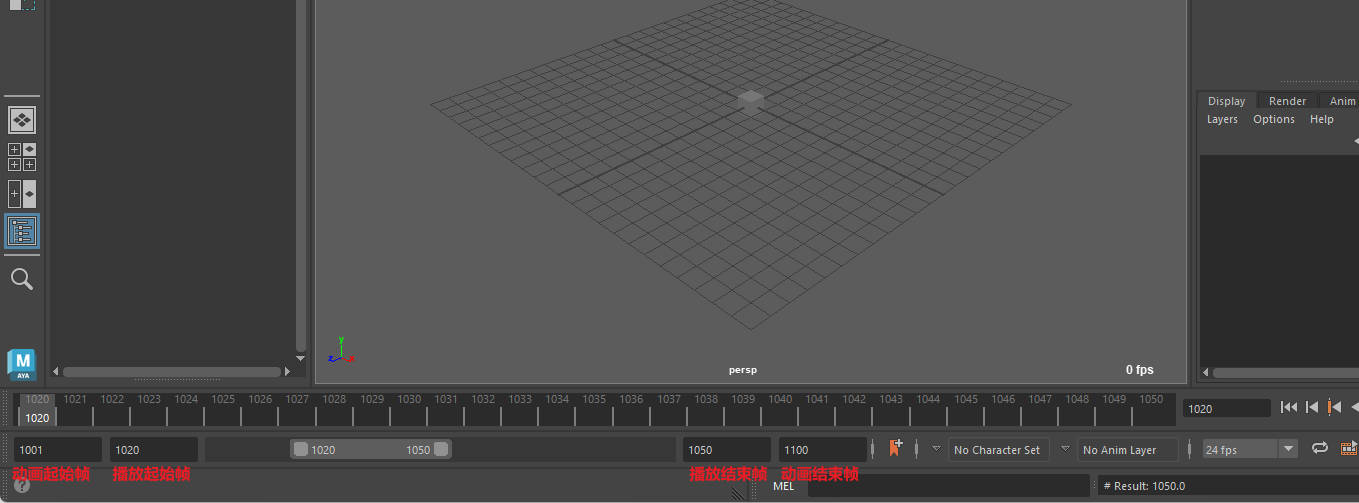 Display Render Anim
Layers Options Help
y
z x
persp
0 fps
M
AYA
1020 1021 1022 1023 1024 1025 1026 1027 1028 1029 1030 1031 1032 1033 1034 1035 1036 1037 1038 1039 1040 1041 1042 1043 1044 1045 1046 1047 1048 1049 1050
1020 1020
1001 1020 1020 1050 1050 1100 No Character Set No Anim Layer 24 fps
动画起始帧 播放起始帧 播放结束帧 动画结束帧
? MEL # Result: 1050.0